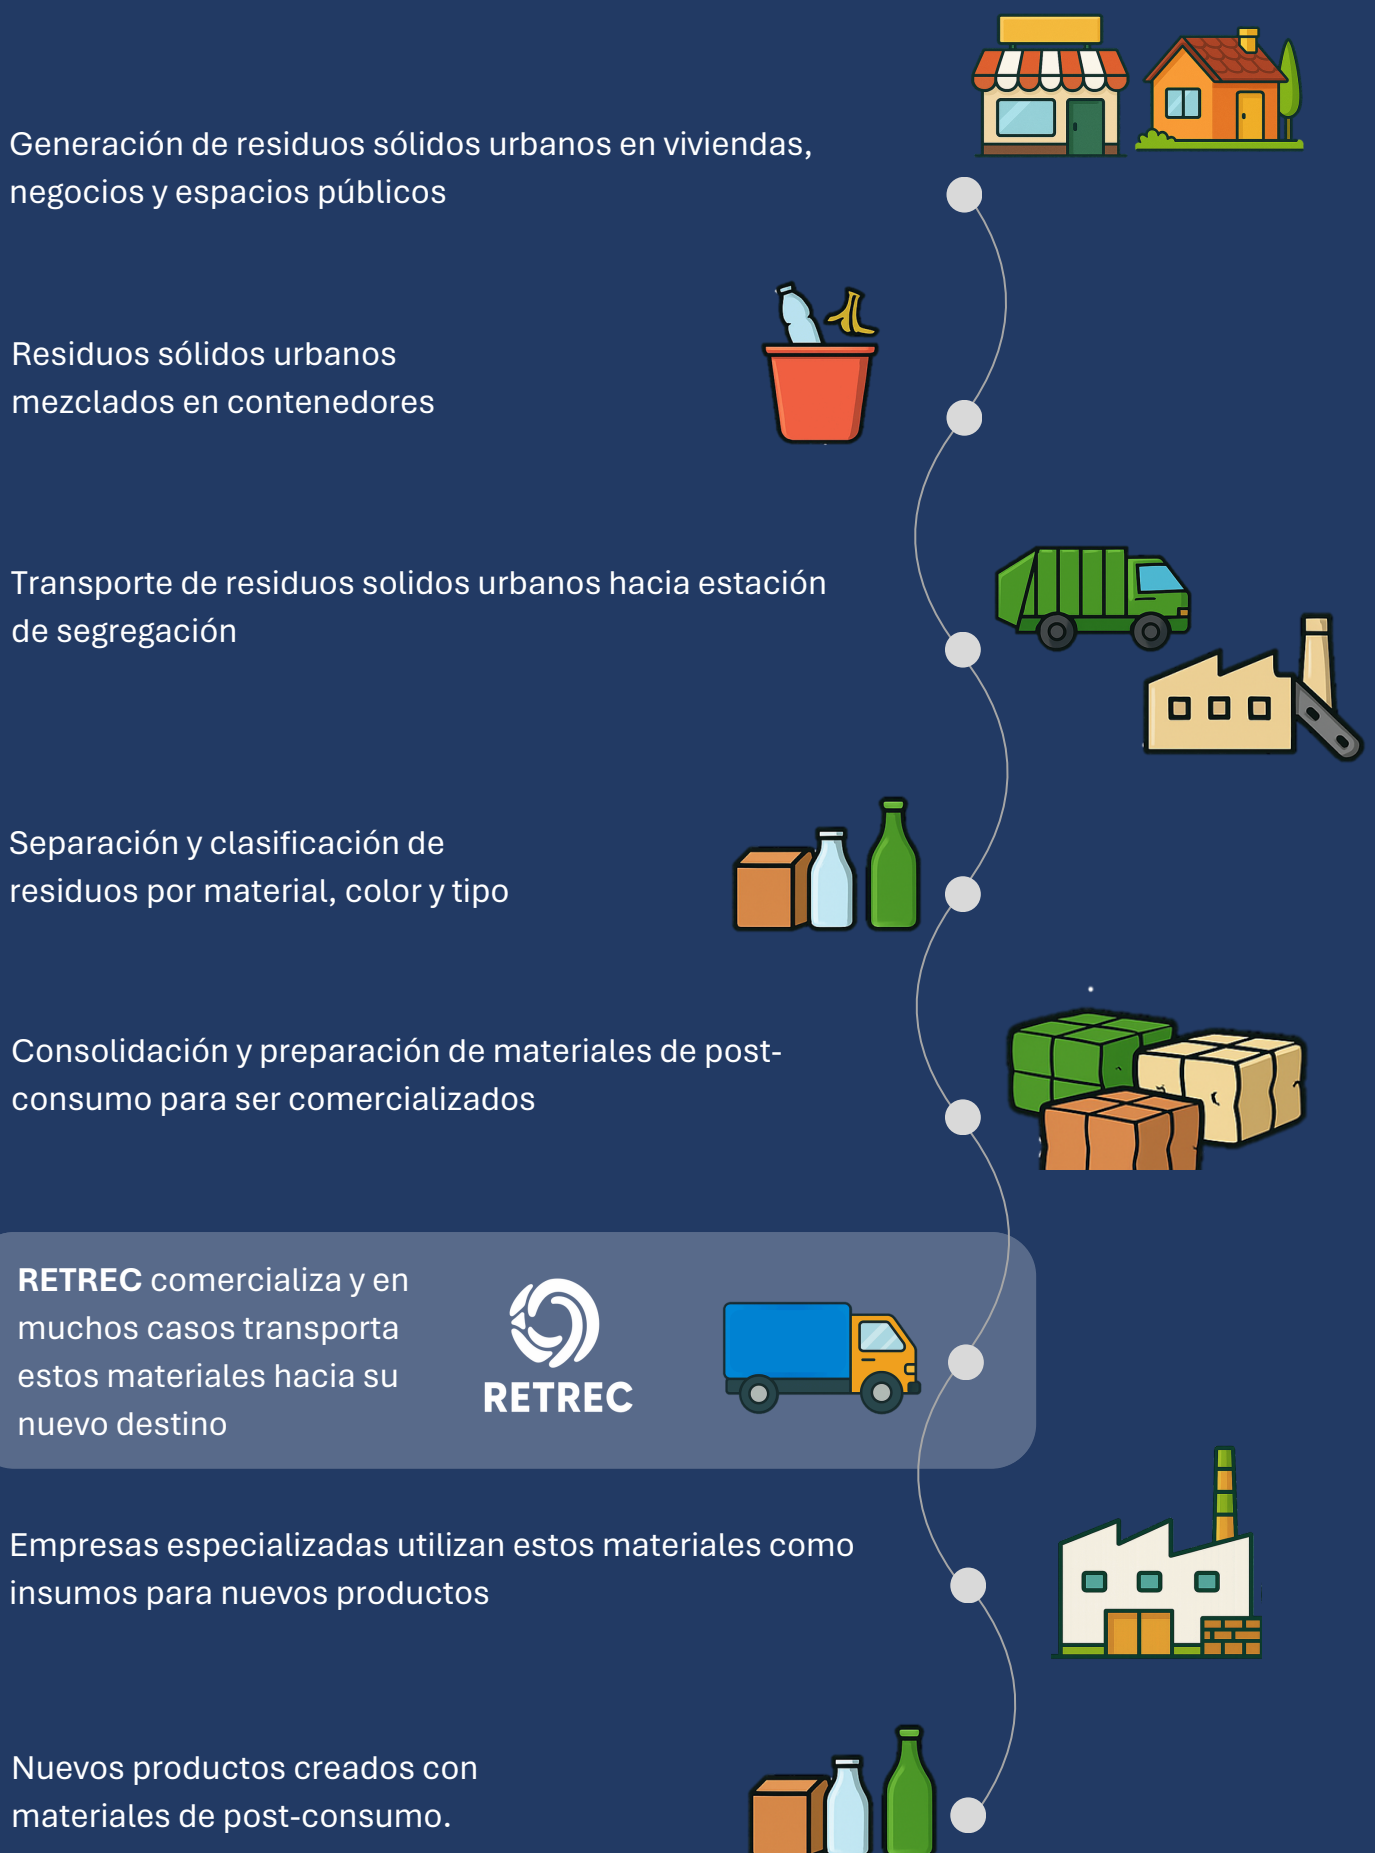 Generación de residuos sólidos urbanos en viviendas,
negocios y espacios públicos
Residuos sólidos urbanos
mezclados en contenedores
Transporte de residuos solidos urbanos hacia estación
de segregación
Separación y clasificación de
residuos por material, color y tipo
Consolidación y preparación de materiales de post-
consumo para ser comercializados
RETREC comercializa y en
muchos casos transporta
estos materiales hacia su
nuevo destino
RETREC
Empresas especializadas utilizan estos materiales como
insumos para nuevos productos
Nuevos productos creados con
materiales de post-consumo.